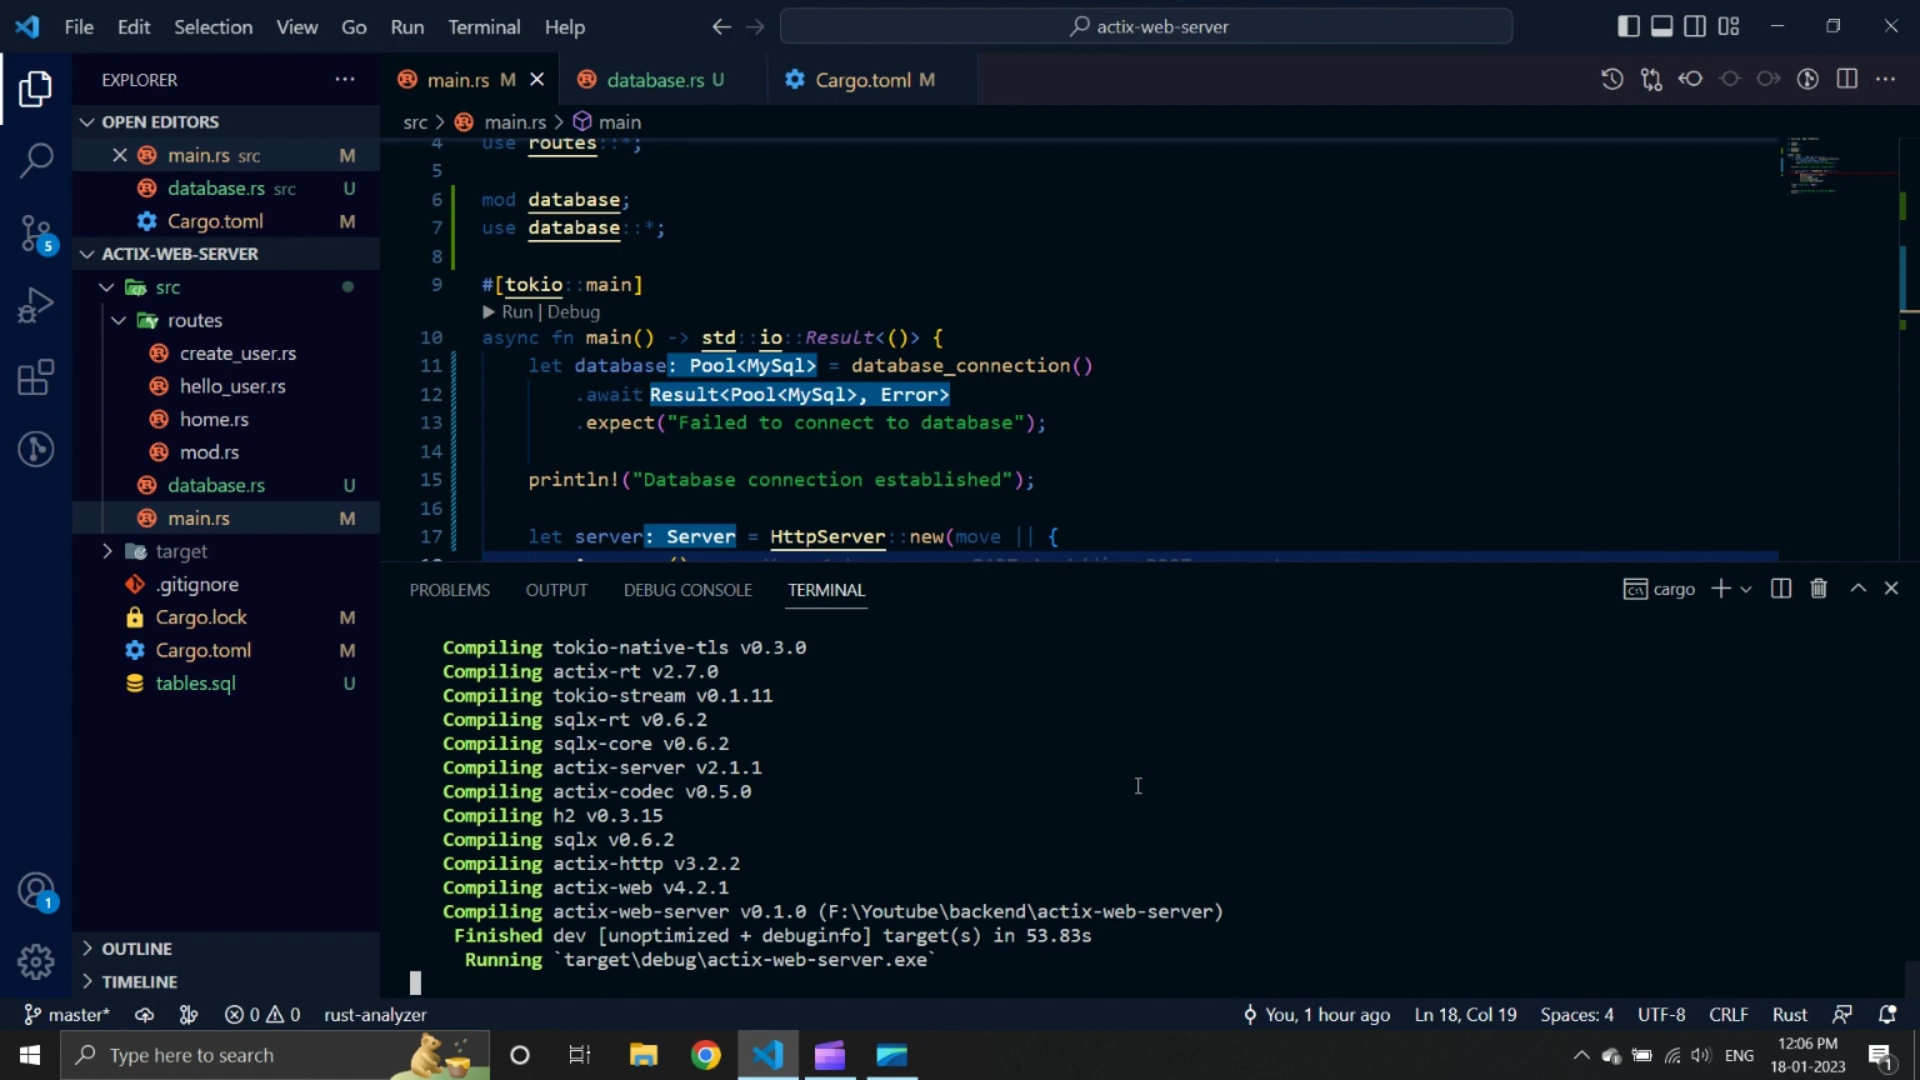 File Edit Selection View Go Run Terminal Help
actix-web-server
EXPLORER
main.rs M
database.rs U
Cargo.toml M
OPEN EDITORS
main.rs src M
database.rs src U
Cargo.toml M
ACTIX-WEB-SERVER
src
routes
create_user.rs
hello_user.rs
home.rs
mod.rs
database.rs U
main.rs M
target
.gitignore
Cargo.lock M
Cargo.toml M
tables.sql U
OUTLINE
TIMELINE
5
1
src > main.rs > main
4 use routes::*;
5
6 mod database;
7 use database::*;
8
9 #[tokio::main]
Run | Debug
10 async fn main() -> std::io::Result<()> {
11 let database: Pool<MySql> = database_connection()
12 .await Result<Pool<MySql>, Error>
13 .expect("Failed to connect to database");
14
15 println!("Database connection established");
16
17 let server: Server = HttpServer::new(move || {
PROBLEMS OUTPUT DEBUG CONSOLE TERMINAL
cargo
Compiling tokio-native-tls v0.3.0
Compiling actix-rt v2.7.0
Compiling tokio-stream v0.1.11
Compiling sqlx-rt v0.6.2
Compiling sqlx-core v0.6.2
Compiling actix-server v2.1.1
Compiling actix-codec v0.5.0
Compiling h2 v0.3.15
Compiling sqlx v0.6.2
Compiling actix-http v3.2.2
Compiling actix-web v4.2.1
Compiling actix-web-server v0.1.0 (F:\Youtube\backend\actix-web-server)
Finished dev [unoptimized + debuginfo] target(s) in 53.83s
Running `target\debug\actix-web-server.exe`
master* 0 0 rust-analyzer You, 1 hour ago Ln 18, Col 19 Spaces: 4 UTF-8 CRLF Rust
Type here to search
ENG
12:06 PM
18-01-2023
1